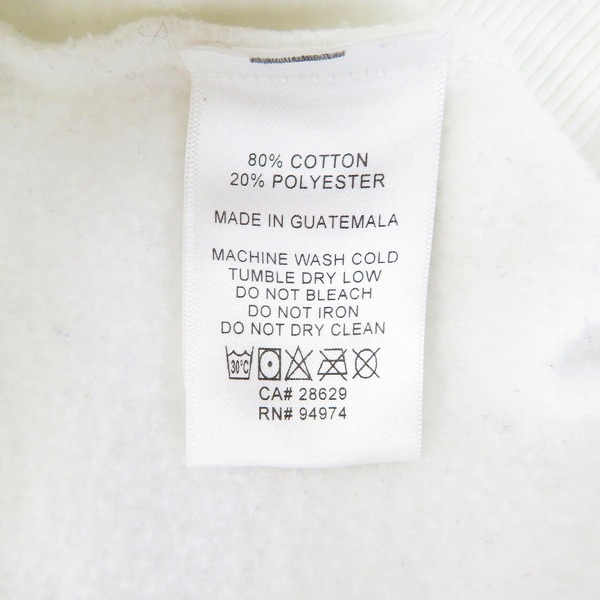 80% COTTON
20% POLYESTER
MADE IN GUATEMALA
MACHINE WASH COLD
TUMBLE DRY LOW
DO NOT BLEACH
DO NOT IRON
DO NOT DRY CLEAN
30°C
CA# 28629
RN# 94974